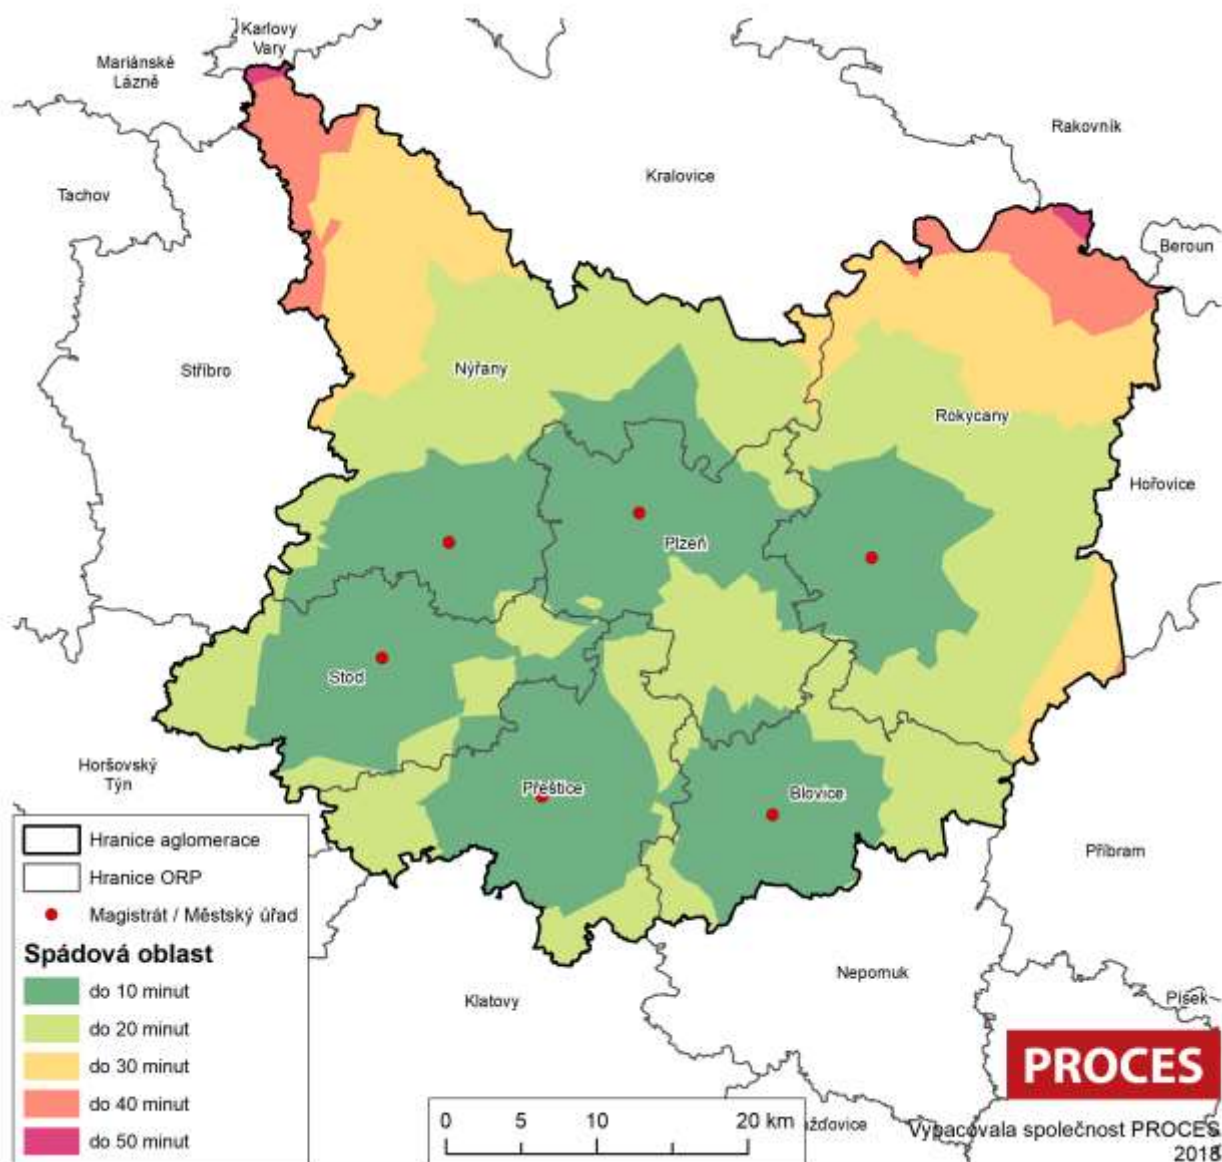 Karlovy
Vary
Mariánské
Lázně
Rakovník
Kralovice
Tachov
Beroun
Stříbro
Nýřany
Rokycany
Hořovice
Plzeň
Stod
Horšovský
Týn
Přeštice
Blovice
Příbram
Hranice aglomerace
Hranice ORP
Magistrát / Městský úřad
Spádová oblast
do 10 minut
do 20 minut
do 30 minut
do 40 minut
do 50 minut
Klatovy
Nepomuk
Písek
PROCES
0 5 10 20 km
ažďovice
Vypacovala společnost PROCES
2018